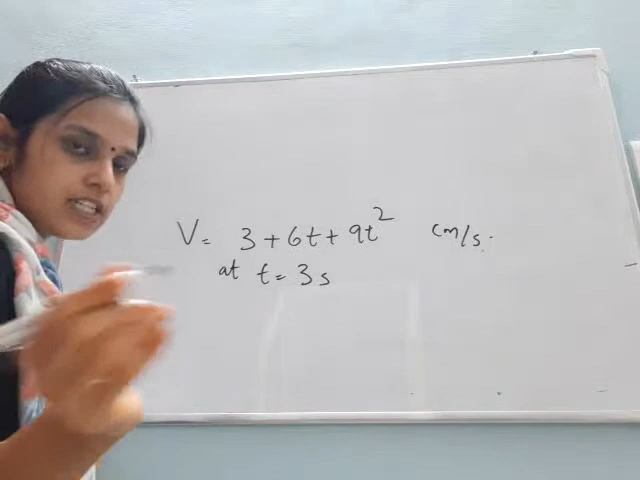 V = 3 + 6t + 9t² cm/s.
at t = 3s